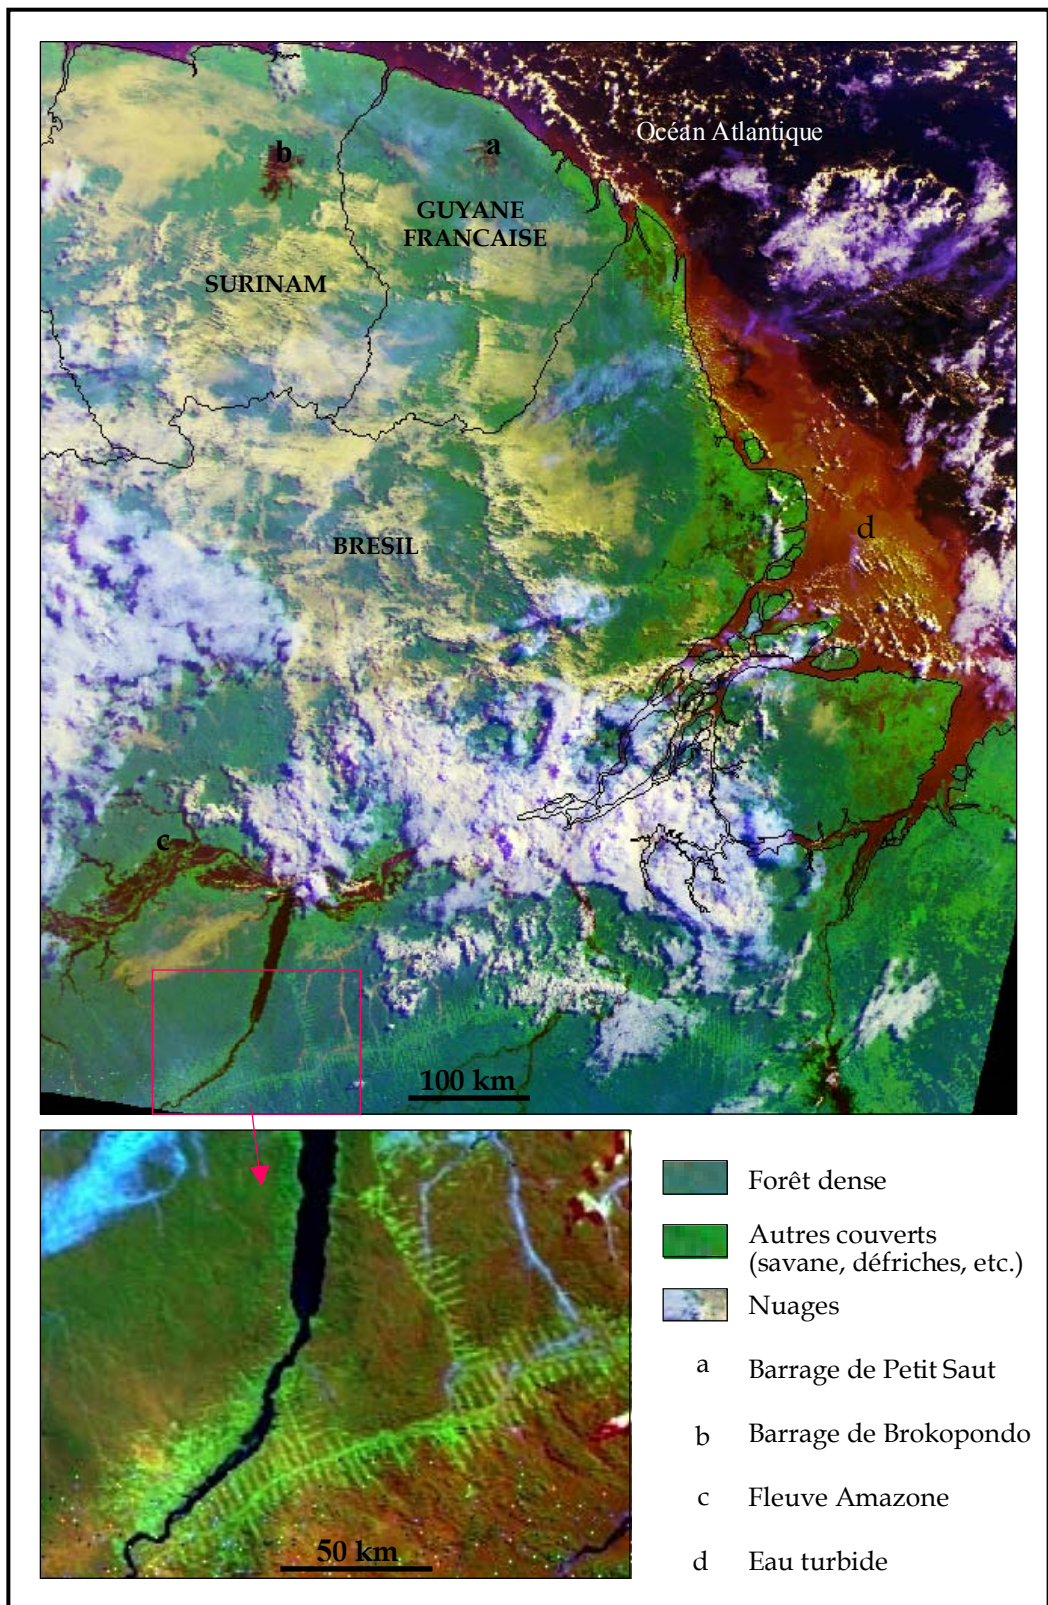 Océan Atlantique
b
a
GUYANE
FRANCAISE
SURINAM
BRESIL
d
c
100 km
50 km
Forêt dense
Autres couverts
(savane, défriches, etc.)
Nuages
a Barrage de Petit Saut
b Barrage de Brokopondo
c Fleuve Amazone
d Eau turbide